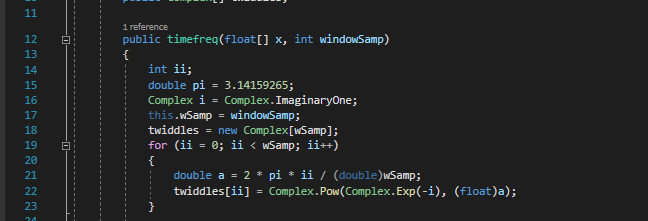 11
1 reference
12 public timefreq(float[] x, int windowSamp)
13 {
14 int ii;
15 double pi = 3.14159265;
16 Complex i = Complex.ImaginaryOne;
17 this.wSamp = windowSamp;
18 twiddles = new Complex[wSamp];
19 for (ii = 0; ii < wSamp; ii++)
20 {
21 double a = 2 * pi * ii / (double)wSamp;
22 twiddles[ii] = Complex.Pow(Complex.Exp(-i), (float)a);
23 }